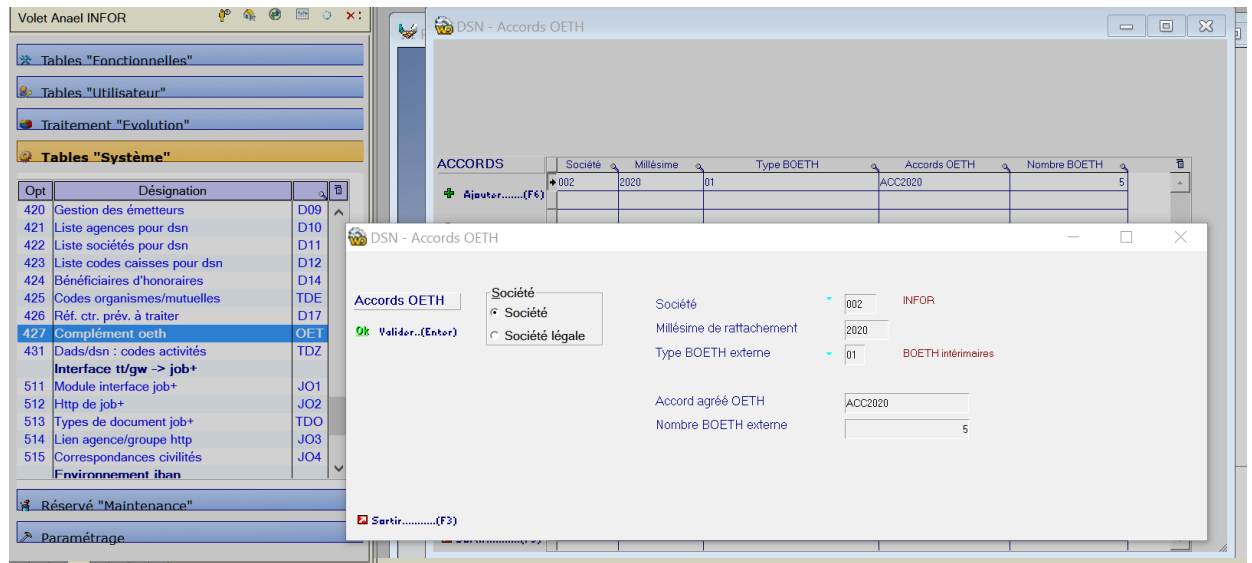 Volet Anael INFOR
Tables "Fonctionnelles"
Tables "Utilisateur"
Traitement "Evolution"
Tables "Système"
Opt Désignation
420 Gestion des émetteurs D09
421 Liste agences pour dsn D10
422 Liste sociétés pour dsn D11
423 Liste codes caisses pour dsn D12
424 Bénéficiaires d'honoraires D14
425 Codes organismes/mutuelles TDE
426 Réf. ctr. prév. à traiter D17
427 Complément oeth OET
431 Dads/dsn : codes activités TDZ
Interface tt/gw -> job+
511 Module interface job+ JO1
512 Http de job+ JO2
513 Types de document job+ TDO
514 Lien agence/groupe http JO3
515 Correspondances civilités JO4
Environnement iban
Réservé "Maintenance"
Paramétrage
DSN - Accords OETH
ACCORDS Société Millésime Type BOETH Accords OETH Nombre BOETH
002 2020 01 ACC2020 5
Ajouter.......(F6)
DSN - Accords OETH
Accords OETH
Ok Valider..(Enter)
Société
Société
Société légale
Société 002 INFOR
Millésime de rattachement 2020
Type BOETH externe 01 BOETH intérimaires
Accord agréé OETH ACC2020
Nombre BOETH externe 5
Sortir...........(F3)